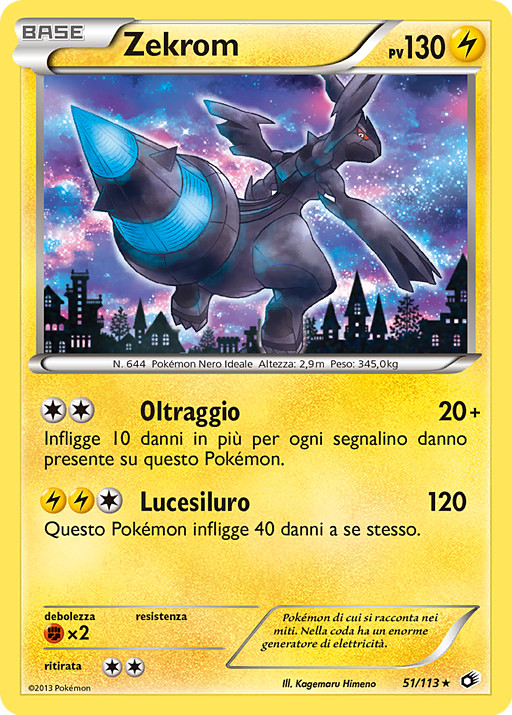 BASE
Zekrom
PV130
N. 644 Pokémon Nero Ideale Altezza: 2,9m Peso: 345,0kg
Oltraggio 20+
Infligge 10 danni in più per ogni segnalino danno
presente su questo Pokémon.
Lucesiluro 120
Questo Pokémon infligge 40 danni a se stesso.
debolezza resistenza
×2
ritirata
Pokémon di cui si racconta nei
miti. Nella coda ha un enorme
generatore di elettricità.
©2013 Pokémon
Ill. Kagemaru Himeno
51/113 ★